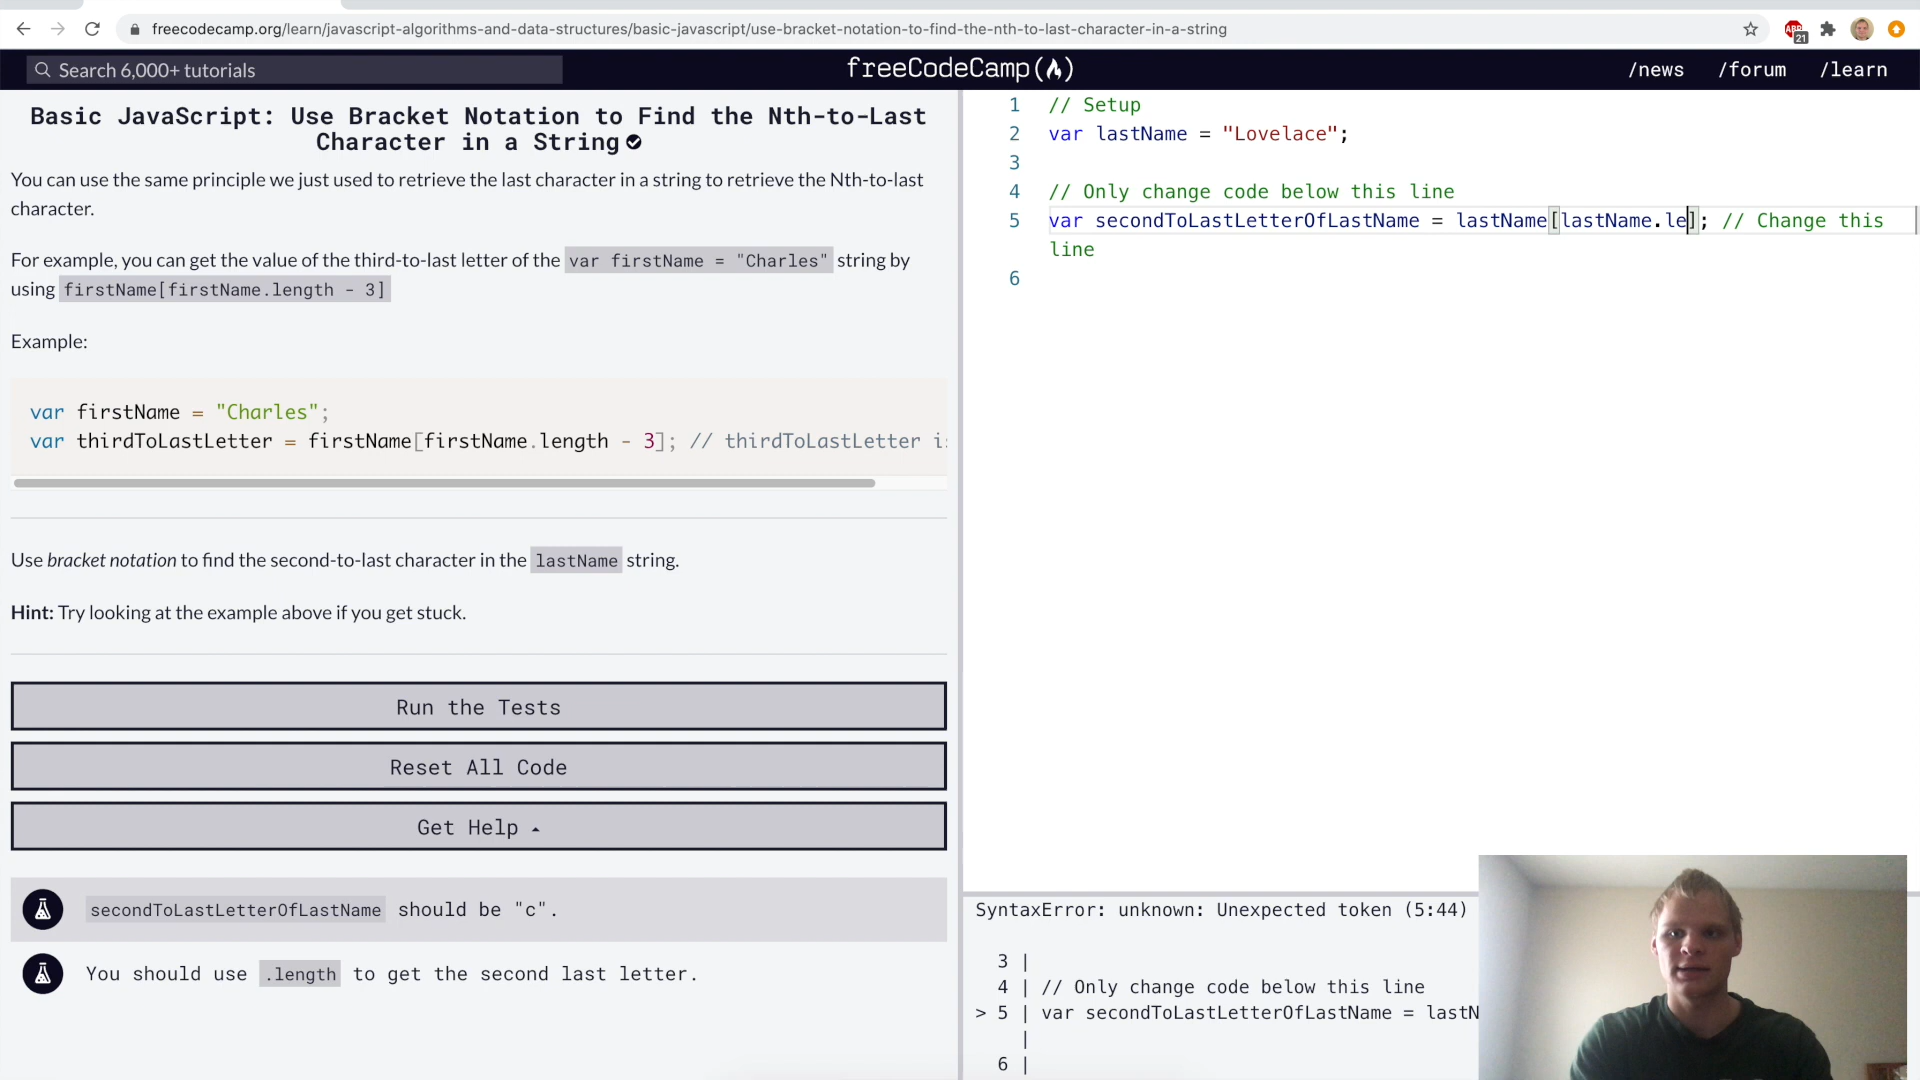 freecodecamp.org/learn/javascript-algorithms-and-data-structures/basic-javascript/use-bracket-notation-to-find-the-nth-to-last-character-in-a-string
ABP
21
Search 6,000+ tutorials
freeCodeCamp
/news /forum /learn
Basic JavaScript: Use Bracket Notation to Find the Nth-to-Last
Character in a String
You can use the same principle we just used to retrieve the last character in a string to retrieve the Nth-to-last
character.
For example, you can get the value of the third-to-last letter of the var firstName = "Charles" string by
using firstName[firstName.length - 3]
Example:
var firstName = "Charles";
var thirdToLastLetter = firstName[firstName.length - 3]; // thirdToLastLetter i
Use bracket notation to find the second-to-last character in the lastName string.
Hint: Try looking at the example above if you get stuck.
Run the Tests
Reset All Code
Get Help
secondToLastLetterOfLastName should be "c".
You should use .length to get the second last letter.
1 // Setup
2 var lastName = "Lovelace";
3
4 // Only change code below this line
5 var secondToLastLetterOfLastName = lastName[lastName.le]; // Change this
line
6
SyntaxError: unknown: Unexpected token (5:44)
3 |
4 | // Only change code below this line
> 5 | var secondToLastLetterOfLastName = lastN
|
6 |